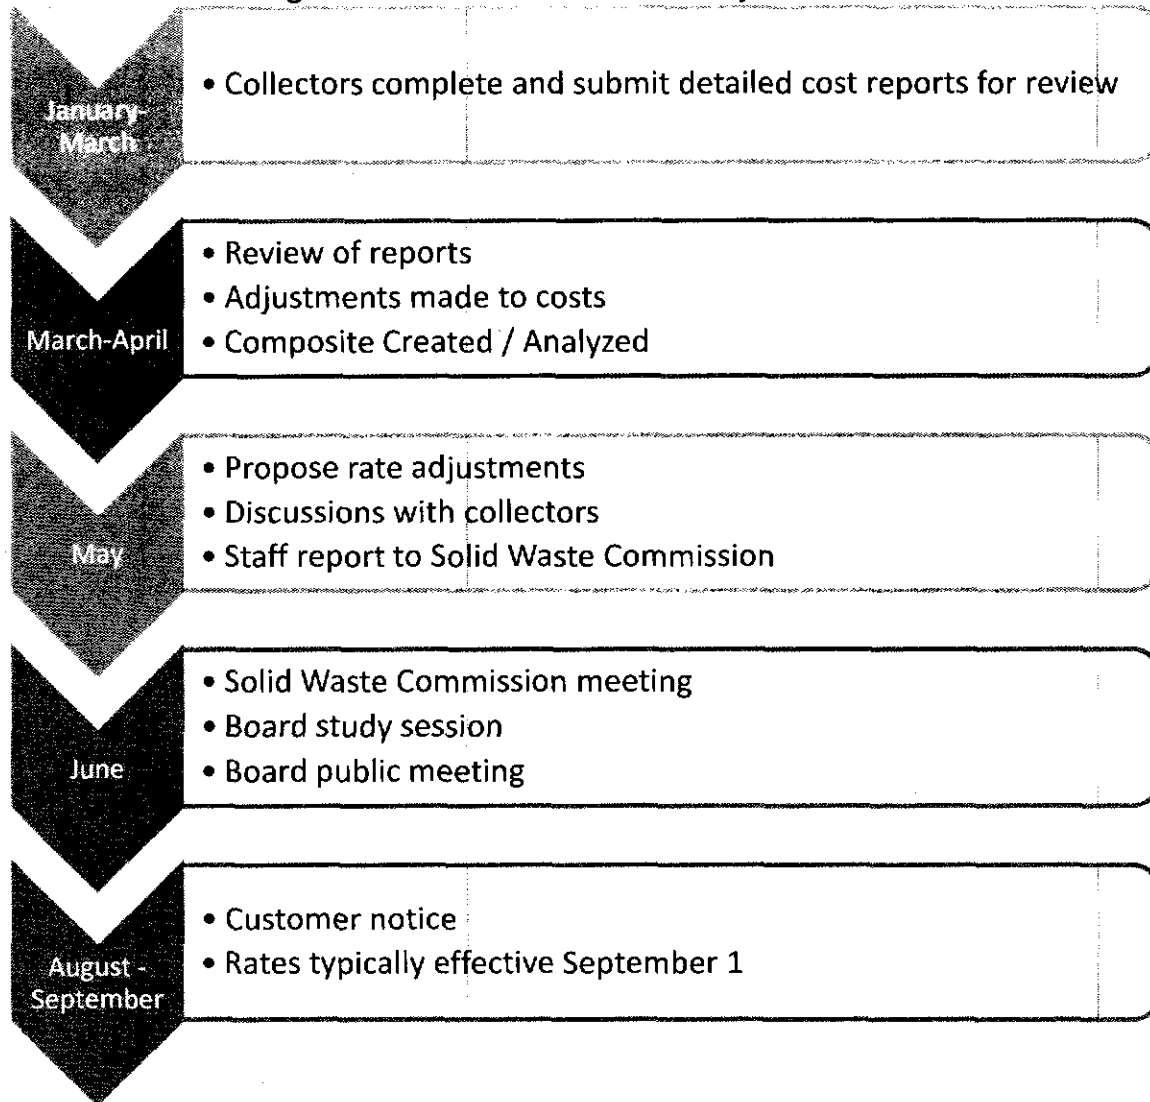 January-
March
• Collectors complete and submit detailed cost reports for review
March-April
• Review of reports
• Adjustments made to costs
• Composite Created / Analyzed
May
• Propose rate adjustments
• Discussions with collectors
• Staff report to Solid Waste Commission
June
• Solid Waste Commission meeting
• Board study session
• Board public meeting
August -
September
• Customer notice
• Rates typically effective September 1